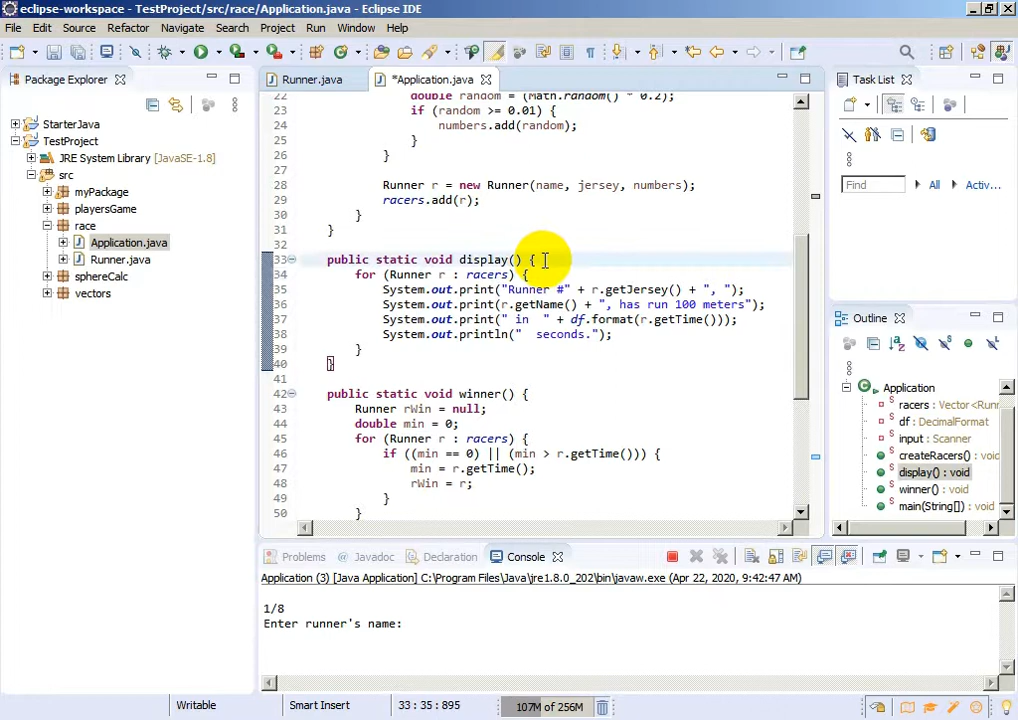 eclipse-workspace - TestProject/src/race/Application.java - Eclipse IDE
File Edit Source Refactor Navigate Search Project Run Window Help
Package Explorer
StarterJava
TestProject
JRE System Library [JavaSE-1.8]
src
myPackage
playersGame
race
Application.java
Runner.java
sphereCalc
vectors
Runner.java *Application.java
22 double random = (Math.random() * 0.2);
23 if (random >= 0.01) {
24 numbers.add(random);
25 }
26 }
27
28 Runner r = new Runner(name, jersey, numbers);
29 racers.add(r);
30 }
31 }
32
33 public static void display() {
34 for (Runner r : racers) {
35 System.out.print("Runner #" + r.getJersey() + ", ");
36 System.out.print(r.getName() + ", has run 100 meters");
37 System.out.print(" in  " + df.format(r.getTime()));
38 System.out.println("  seconds.");
39 }
40 }
41
42 public static void winner() {
43 Runner rWin = null;
44 double min = 0;
45 for (Runner r : racers) {
46 if ((min == 0) || (min > r.getTime())) {
47 min = r.getTime();
48 rWin = r;
49 }
50 }
Task List
Find All Activ...
Outline
Application
racers : Vector<Runn
df : DecimalFormat
input : Scanner
createRacers() :
display() : void
winner() : void
main(String[]) : void
Problems Javadoc Declaration Console
Application (3) [Java Application] C:\Program Files\Java\jre1.8.0_202\bin\javaw.exe (Apr 22, 2020, 9:42:47 AM)
1/8
Enter runner's name:
Writable Smart Insert 33 : 35 : 895 107M of 256M